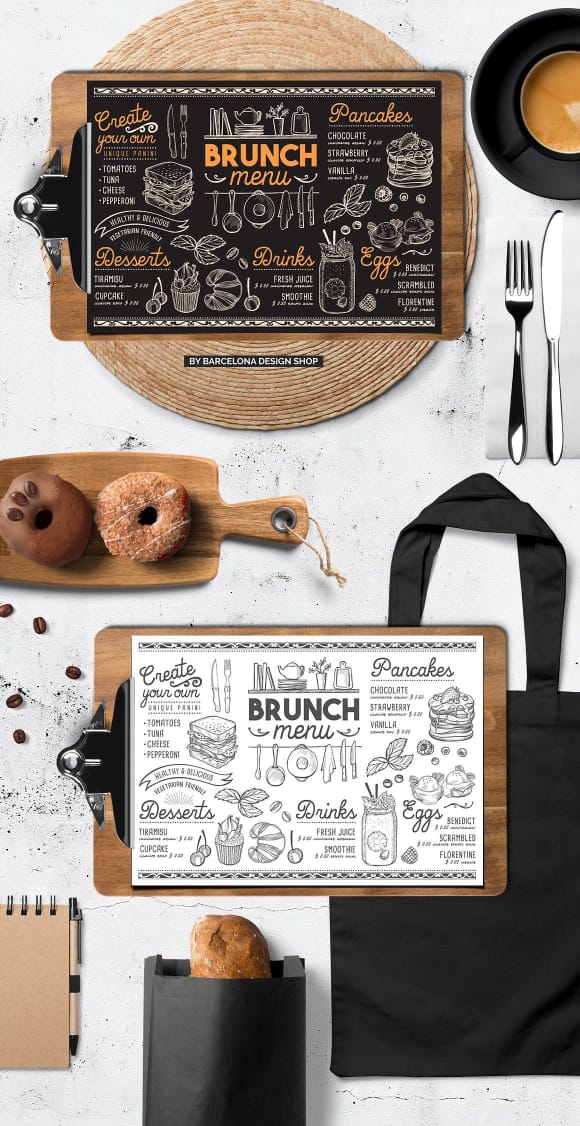 Create
your own
UNIQUE PANINI
• TOMATOES
• TUNA
• CHEESE
• PEPPERONI
HEALTHY & DELICIOUS
VEGETARIAN FRIENDLY
BRUNCH
menu
Pancakes
CHOCOLATE
STRAWBERRY
VANILLA
Desserts
TIRAMISU
CUPCAKE
Drinks
FRESH JUICE
SMOOTHIE
Eggs
BENEDICT
SCRAMBLED
FLORENTINE
BY BARCELONA DESIGN SHOP
Create
your own
UNIQUE PANINI
• TOMATOES
• TUNA
• CHEESE
• PEPPERONI
HEALTHY & DELICIOUS
VEGETARIAN FRIENDLY
BRUNCH
menu
Pancakes
CHOCOLATE
STRAWBERRY
VANILLA
Desserts
TIRAMISU
CUPCAKE
Drinks
FRESH JUICE
SMOOTHIE
Eggs
BENEDICT
SCRAMBLED
FLORENTINE